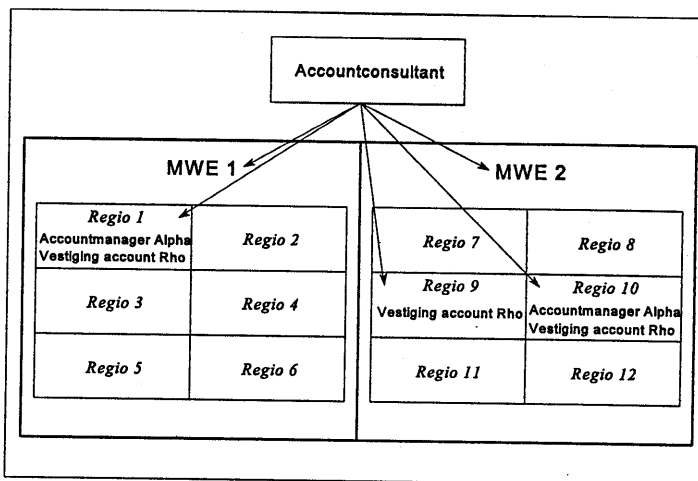 Accountconsultant
MWE 1
MWE 2
Regio 1
Accountmanager Alpha
Vestiging account Rho
Regio 2
Regio 3
Regio 4
Regio 5
Regio 6
Regio 7
Regio 8
Regio 9
Vestiging account Rho
Regio 10
Accountmanager Alpha
Vestiging account Rho
Regio 11
Regio 12